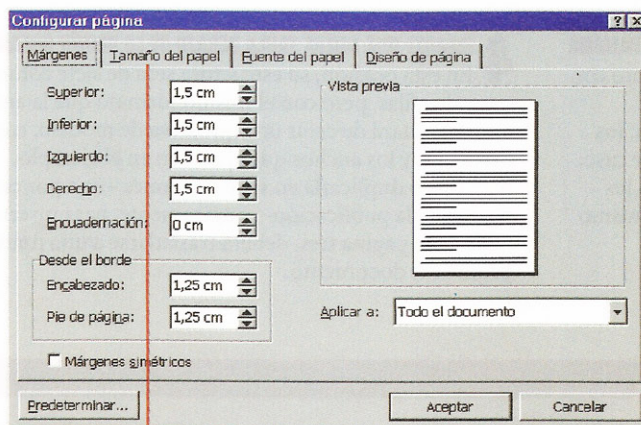 Configurar página
Márgenes Tamaño del papel Fuente del papel Diseño de página
Superior: 1,5 cm
Inferior: 1,5 cm
Izquierdo: 1,5 cm
Derecho: 1,5 cm
Encuadernación: 0 cm
Desde el borde
Encabezado: 1,25 cm
Pie de página: 1,25 cm
Márgenes simétricos
Vista previa
Aplicar a: Todo el documento
Predeterminar... Aceptar Cancelar